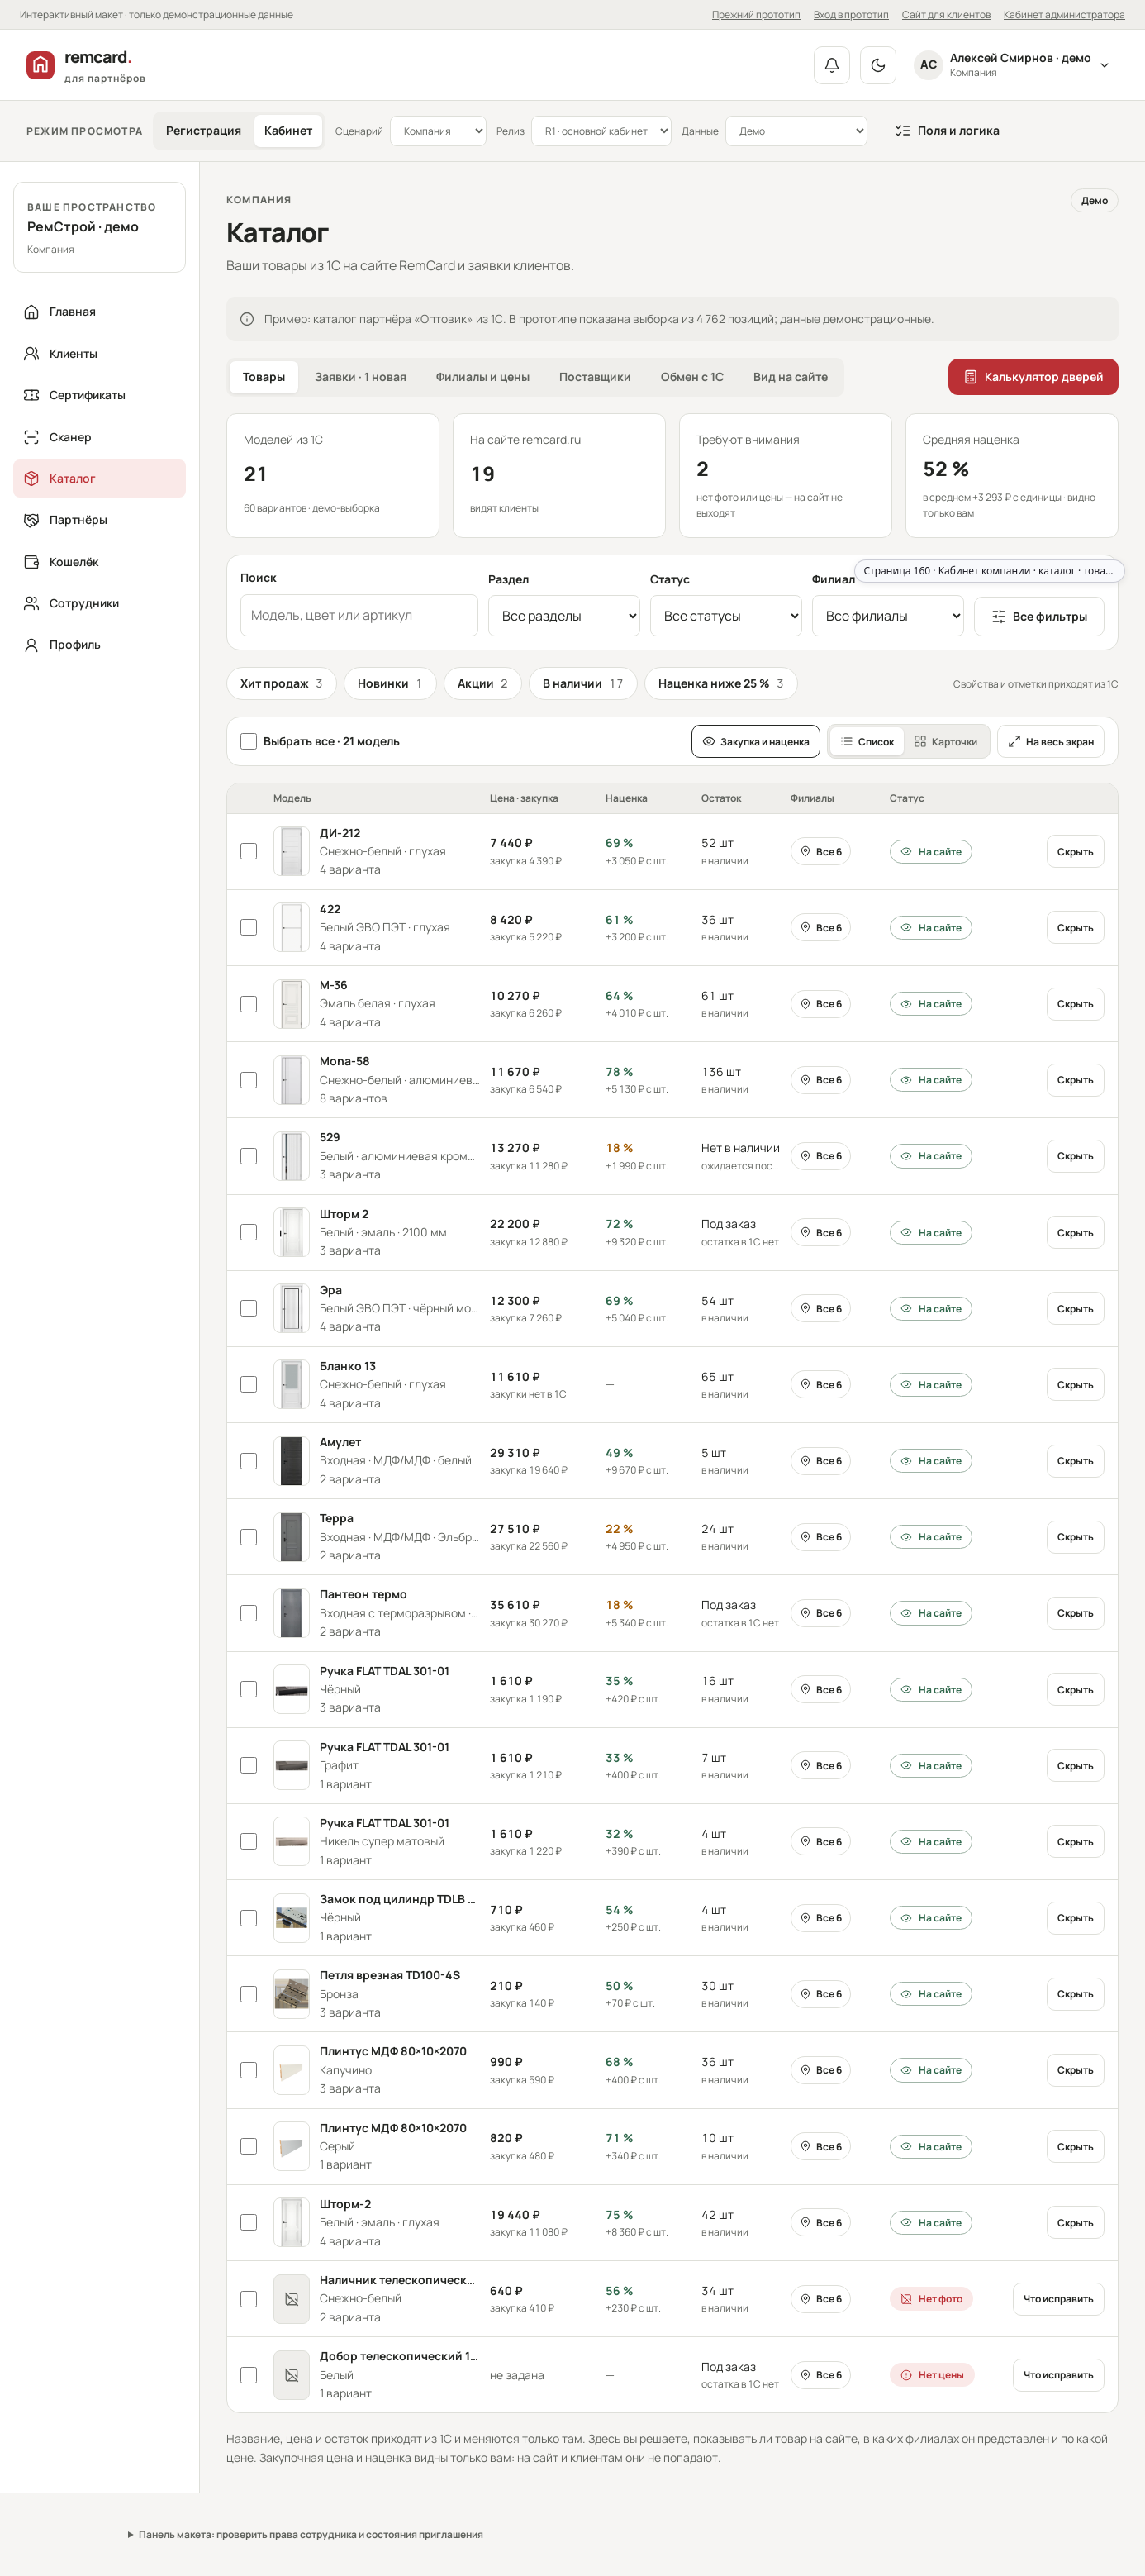 Интерактивный макет · только демонстрационные данные
Прежний прототип Вход в прототип Сайт для клиентов Кабинет администратора
remcard.
для партнёров
АС
Алексей Смирнов · демо
Компания
РЕЖИМ ПРОСМОТРА Регистрация Кабинет Сценарий Компания Релиз R1 · основной кабинет Данные Демо Поля и логика
ВАШЕ ПРОСТРАНСТВО
РемСтрой · демо
Компания
Главная
Клиенты
Сертификаты
Сканер
Каталог
Партнёры
Кошелёк
Сотрудники
Профиль
КОМПАНИЯ
Демо
Каталог
Ваши товары из 1С на сайте RemCard и заявки клиентов.
Пример: каталог партнёра «Оптовик» из 1С. В прототипе показана выборка из 4 762 позиций; данные демонстрационные.
Товары Заявки · 1 новая Филиалы и цены Поставщики Обмен с 1С Вид на сайте Калькулятор дверей
Моделей из 1С
21
60 вариантов · демо-выборка
На сайте remcard.ru
19
видят клиенты
Требуют внимания
2
нет фото или цены — на сайт не
выходят
Средняя наценка
52 %
в среднем +3 293 ₽ с единицы · видно
только вам
Страница 160 · Кабинет компании · каталог · това...
Поиск Раздел Статус Филиал
Модель, цвет или артикул Все разделы Все статусы Все филиалы Все фильтры
Хит продаж 3 Новинки 1 Акции 2 В наличии 17 Наценка ниже 25 % 3 Свойства и отметки приходят из 1С
Выбрать все · 21 модель Закупка и наценка Список Карточки На весь экран
Модель Цена · закупка Наценка Остаток Филиалы Статус
ДИ-212
Снежно-белый · глухая
4 варианта
7 440 ₽
закупка 4 390 ₽
69 %
+3 050 ₽ с шт.
52 шт
в наличии
Все 6 На сайте Скрыть
422
Белый ЭВО ПЭТ · глухая
4 варианта
8 420 ₽
закупка 5 220 ₽
61 %
+3 200 ₽ с шт.
36 шт
в наличии
Все 6 На сайте Скрыть
М-36
Эмаль белая · глухая
4 варианта
10 270 ₽
закупка 6 260 ₽
64 %
+4 010 ₽ с шт.
61 шт
в наличии
Все 6 На сайте Скрыть
Mona-58
Снежно-белый · алюминиев...
8 вариантов
11 670 ₽
закупка 6 540 ₽
78 %
+5 130 ₽ с шт.
136 шт
в наличии
Все 6 На сайте Скрыть
529
Белый · алюминиевая кром...
3 варианта
13 270 ₽
закупка 11 280 ₽
18 %
+1 990 ₽ с шт.
Нет в наличии
ожидается пос...
Все 6 На сайте Скрыть
Шторм 2
Белый · эмаль · 2100 мм
3 варианта
22 200 ₽
закупка 12 880 ₽
72 %
+9 320 ₽ с шт.
Под заказ
остатка в 1С нет
Все 6 На сайте Скрыть
Эра
Белый ЭВО ПЭТ · чёрный мо...
4 варианта
12 300 ₽
закупка 7 260 ₽
69 %
+5 040 ₽ с шт.
54 шт
в наличии
Все 6 На сайте Скрыть
Бланко 13
Снежно-белый · глухая
4 варианта
11 610 ₽
закупки нет в 1С
—
65 шт
в наличии
Все 6 На сайте Скрыть
Амулет
Входная · МДФ/МДФ · белый
2 варианта
29 310 ₽
закупка 19 640 ₽
49 %
+9 670 ₽ с шт.
5 шт
в наличии
Все 6 На сайте Скрыть
Терра
Входная · МДФ/МДФ · Эльбр...
2 варианта
27 510 ₽
закупка 22 560 ₽
22 %
+4 950 ₽ с шт.
24 шт
в наличии
Все 6 На сайте Скрыть
Пантеон термо
Входная с терморазрывом ·...
2 варианта
35 610 ₽
закупка 30 270 ₽
18 %
+5 340 ₽ с шт.
Под заказ
остатка в 1С нет
Все 6 На сайте Скрыть
Ручка FLAT TDAL 301-01
Чёрный
3 варианта
1 610 ₽
закупка 1 190 ₽
35 %
+420 ₽ с шт.
16 шт
в наличии
Все 6 На сайте Скрыть
Ручка FLAT TDAL 301-01
Графит
1 вариант
1 610 ₽
закупка 1 210 ₽
33 %
+400 ₽ с шт.
7 шт
в наличии
Все 6 На сайте Скрыть
Ручка FLAT TDAL 301-01
Никель супер матовый
1 вариант
1 610 ₽
закупка 1 220 ₽
32 %
+390 ₽ с шт.
4 шт
в наличии
Все 6 На сайте Скрыть
Замок под цилиндр TDLB ...
Чёрный
1 вариант
710 ₽
закупка 460 ₽
54 %
+250 ₽ с шт.
4 шт
в наличии
Все 6 На сайте Скрыть
Петля врезная TD100-4S
Бронза
3 варианта
210 ₽
закупка 140 ₽
50 %
+70 ₽ с шт.
30 шт
в наличии
Все 6 На сайте Скрыть
Плинтус МДФ 80×10×2070
Капучино
3 варианта
990 ₽
закупка 590 ₽
68 %
+400 ₽ с шт.
36 шт
в наличии
Все 6 На сайте Скрыть
Плинтус МДФ 80×10×2070
Серый
1 вариант
820 ₽
закупка 480 ₽
71 %
+340 ₽ с шт.
10 шт
в наличии
Все 6 На сайте Скрыть
Шторм-2
Белый · эмаль · глухая
4 варианта
19 440 ₽
закупка 11 080 ₽
75 %
+8 360 ₽ с шт.
42 шт
в наличии
Все 6 На сайте Скрыть
Наличник телескопическ...
Снежно-белый
2 варианта
640 ₽
закупка 410 ₽
56 %
+230 ₽ с шт.
34 шт
в наличии
Все 6 Нет фото Что исправить
Добор телескопический 1...
Белый
1 вариант
не задана
—
Под заказ
остатка в 1С нет
Все 6 Нет цены Что исправить
Название, цена и остаток приходят из 1С и меняются только там. Здесь вы решаете, показывать ли товар на сайте, в каких филиалах он представлен и по какой
цене. Закупочная цена и наценка видны только вам: на сайт и клиентам они не попадают.
Панель макета: проверить права сотрудника и состояния приглашения